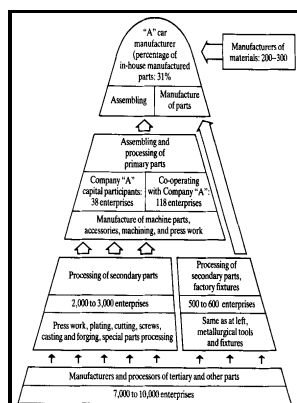 "A" car
manufacturer
(percentage of
in-house manufactured
parts: 31%
Manufacturers of
materials: 200–300
Assembling
Manufacture
of parts
Assembling and
processing of
primary parts
Company "A"
capital participants:
38 enterprises
Co-operating
with Company "A":
118 enterprises
Manufacture of machine parts,
accessories, machining, and press work
Processing of secondary parts
2,000 to 3,000 enterprises
Press work, plating, cutting, screws,
casting and forging, special parts processing
Processing
of secondary
parts, factory
fixtures
500 to 600 enterprises
Same as at left,
metallurgical tools
and fixtures
Manufacturers and processors of tertiary and other parts
7,000 to 10,000 enterprises